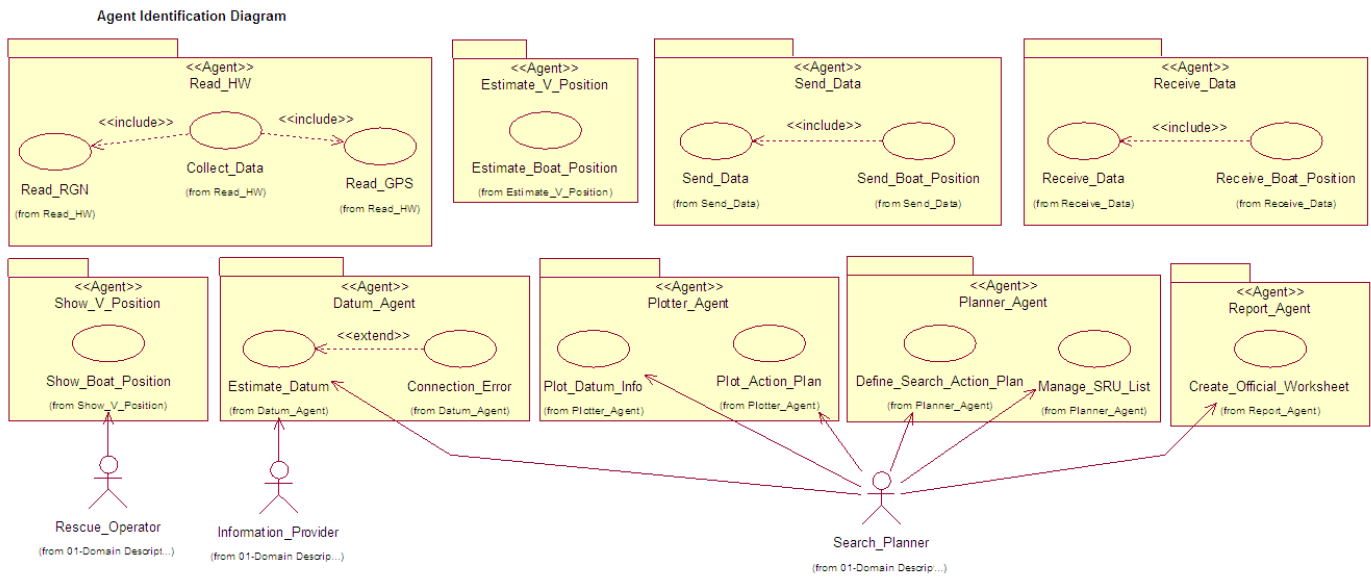 Agent Identification Diagram
<<Agent>>
Read_HW
<<include>>
<<include>>
Read_RGN
(from Read_HW)
Collect_Data
(from Read_HW)
Read_GPS
(from Read_HW)
<<Agent>>
Estimate_V_Position
Estimate_Boat_Position
(from Estimate_V_Position)
<<Agent>>
Send_Data
<<include>>
Send_Data
(from Send_Data)
Send_Boat_Position
(from Send_Data)
<<Agent>>
Receive_Data
<<include>>
Receive_Data
(from Receive_Data)
Receive_Boat_Position
(from Receive_Data)
<<Agent>>
Show_V_Position
Show_Boat_Position
(from Show_V_Position)
<<Agent>>
Datum_Agent
<<extend>>
Estimate_Datum
(from Datum_Agent)
Connection_Error
(from Datum_Agent)
<<Agent>>
Plotter_Agent
Plot_Datum_Info
(from Plotter_Agent)
Plot_Action_Plan
(from Plotter_Agent)
<<Agent>>
Planner_Agent
Define_Search_Action_Plan
(from Planner_Agent)
Manage_SRU_List
(from Planner_Agent)
<<Agent>>
Report_Agent
Create_Official_Worksheet
(from Report_Agent)
Rescue_Operator
(from 01-Domain Descript...)
Information_Provider
(from 01-Domain Descrip...)
Search_Planner
(from 01-Domain Descrip...)